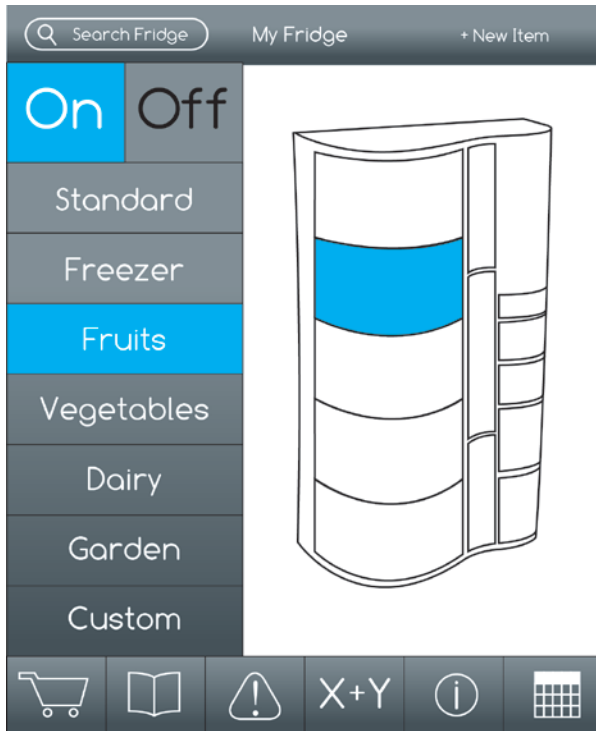 Search Fridge
My Fridge
+ New Item
On
Off
Standard
Freezer
Fruits
Vegetables
Dairy
Garden
Custom
X+Y
i